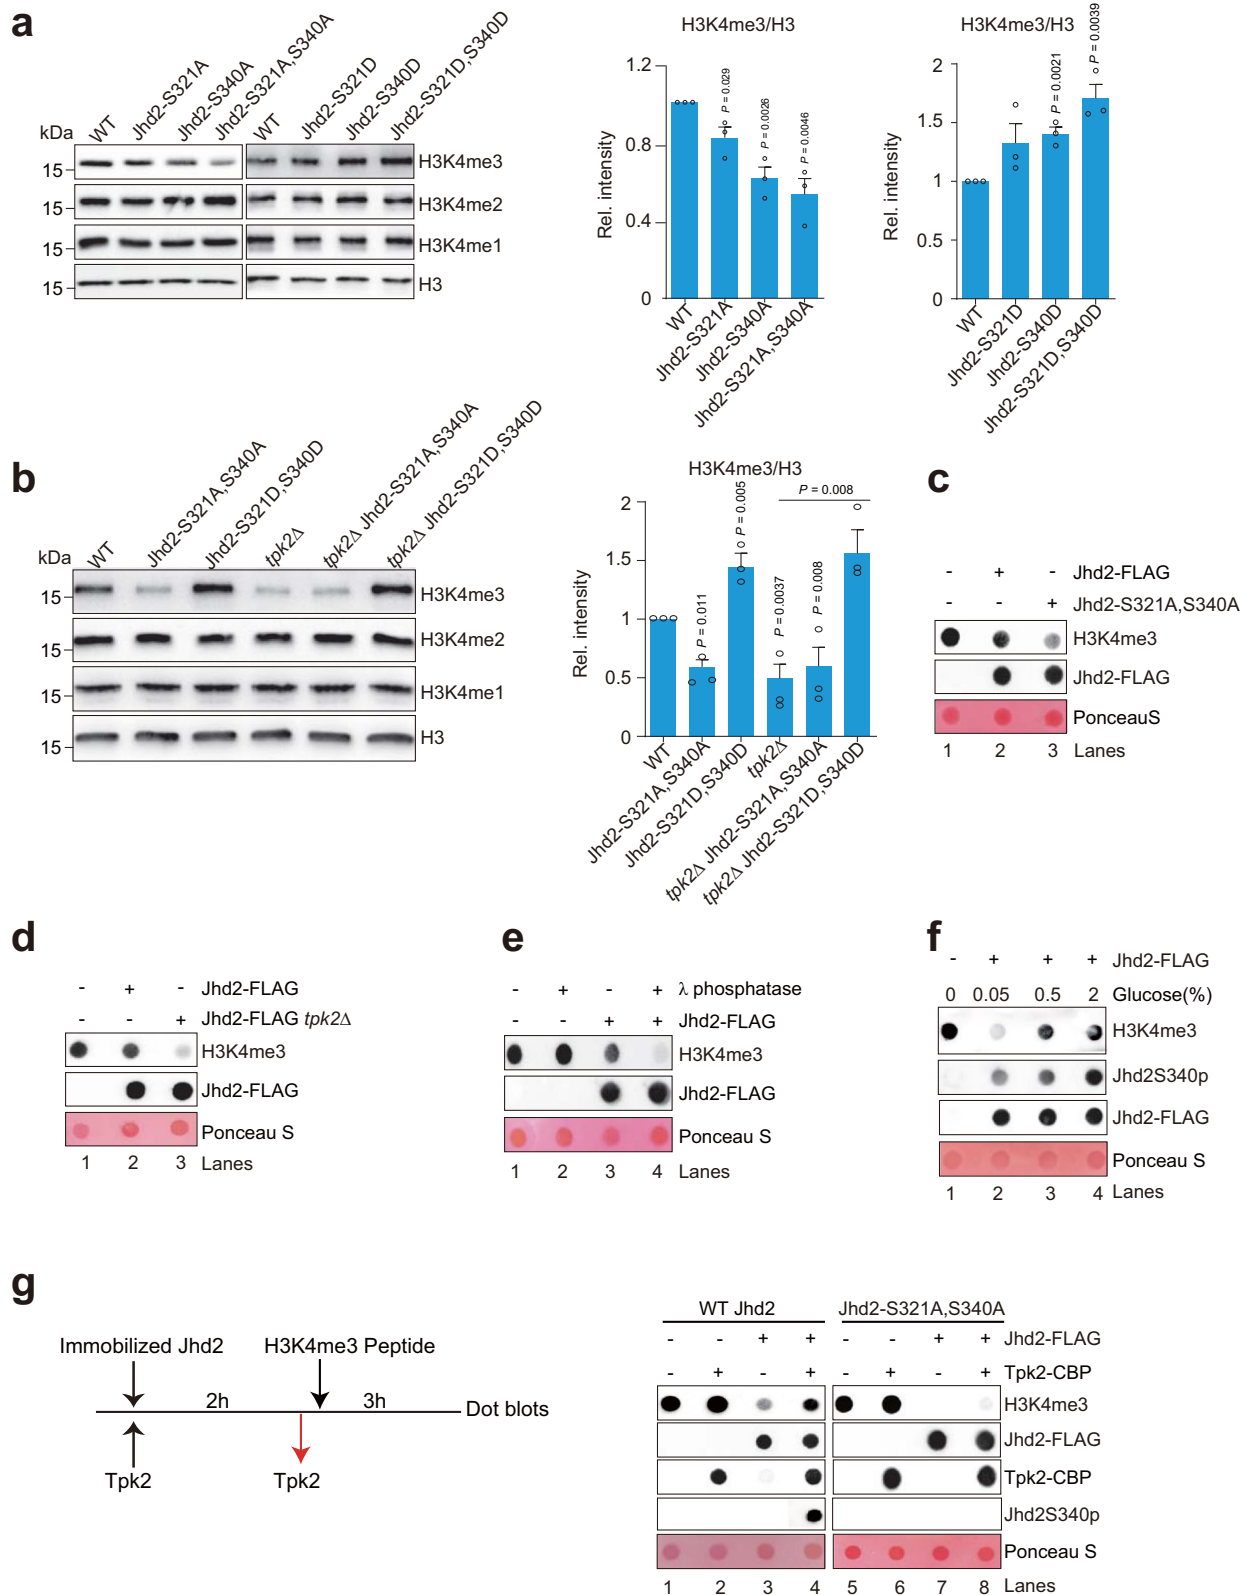 a
kDa
WT
Jhd2-S321A
Jhd2-S340A
Jhd2-S321A,S340A
WT
Jhd2-S321D
Jhd2-S340D
Jhd2-S321D,S340D
15
H3K4me3
15
H3K4me2
15
H3K4me1
15
H3
H3K4me3/H3
Rel. intensity
1.2
0.8
0.4
0
P = 0.029
P = 0.0026
P = 0.0046
WT
Jhd2-S321A
Jhd2-S340A
Jhd2-S321A,S340A
H3K4me3/H3
Rel. intensity
2
1.5
1
0.5
0
P = 0.0021
P = 0.0039
WT
Jhd2-S321D
Jhd2-S340D
Jhd2-S321D,S340D
b
kDa
WT
Jhd2-S321A,S340A
Jhd2-S321D,S340D
tpk2Δ
tpk2Δ Jhd2-S321A,S340A
tpk2Δ Jhd2-S321D,S340D
15
H3K4me3
15
H3K4me2
15
H3K4me1
15
H3
H3K4me3/H3
Rel. intensity
2
1.5
1
0.5
0
P = 0.011
P = 0.005
P = 0.0037
P = 0.008
P = 0.008
WT
Jhd2-S321A,S340A
Jhd2-S321D,S340D
tpk2Δ
tpk2Δ Jhd2-S321A,S340A
tpk2Δ Jhd2-S321D,S340D
c
- + - Jhd2-FLAG
- - + Jhd2-S321A,S340A
H3K4me3
Jhd2-FLAG
PonceauS
1 2 3 Lanes
d
- + - Jhd2-FLAG
- - + Jhd2-FLAG tpk2Δ
H3K4me3
Jhd2-FLAG
Ponceau S
1 2 3 Lanes
e
- + - + λ phosphatase
- - + + Jhd2-FLAG
H3K4me3
Jhd2-FLAG
Ponceau S
1 2 3 4 Lanes
f
- + + + Jhd2-FLAG
0 0.05 0.5 2 Glucose(%)
H3K4me3
Jhd2S340p
Jhd2-FLAG
Ponceau S
1 2 3 4 Lanes
g
Immobilized Jhd2 H3K4me3 Peptide
2h 3h
Dot blots
Tpk2 Tpk2
WT Jhd2 Jhd2-S321A,S340A
- - + + - - + + Jhd2-FLAG
- + - + - + - + Tpk2-CBP
H3K4me3
Jhd2-FLAG
Tpk2-CBP
Jhd2S340p
Ponceau S
1 2 3 4 5 6 7 8 Lanes